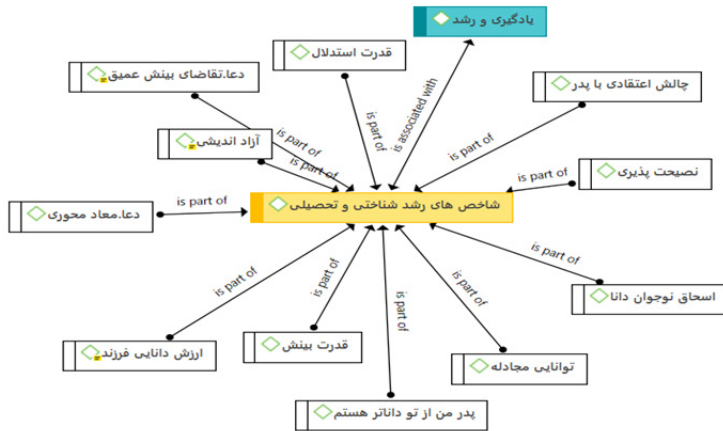 یادگیری و رشد
قدرت استدلال
دعا.تقاضای بینش عمیق
چالش اعتقادی با پدر
is associated with
is part of
is part of
is part of
آزاد اندیشی
is part of
نصیحت پذیری
is part of
شاخص های رشد شناختی و تحصیلی
is part of
دعا.معاد محوری
is part of
is part of
is part of
is part of
is part of
is part of
اسحاق نوجوان دانا
قدرت بینش
ارزش دانایی فرزند
توانایی مجادله
پدر من از تو داناتر هستم